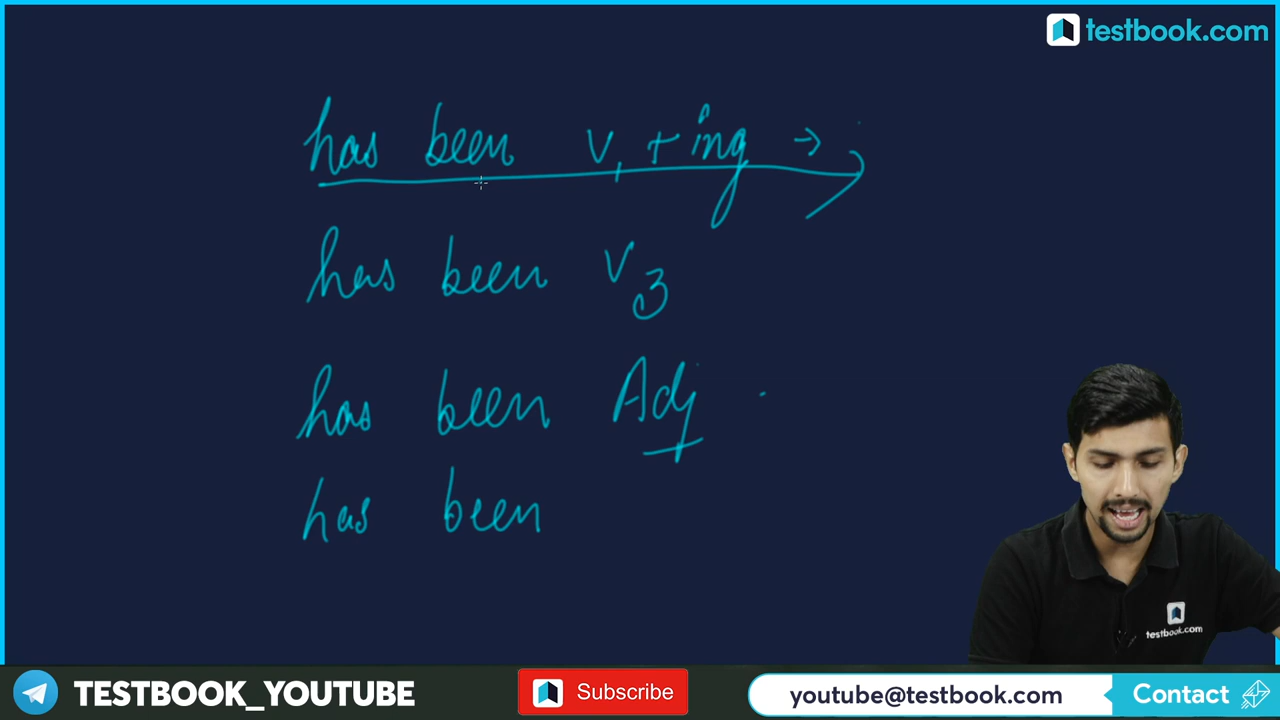 testbook.com
has been V1 + ing →
has been V3
has been Adj
has been
testbook.com
TESTBOOK_YOUTUBE
Subscribe
youtube@testbook.com
Contact